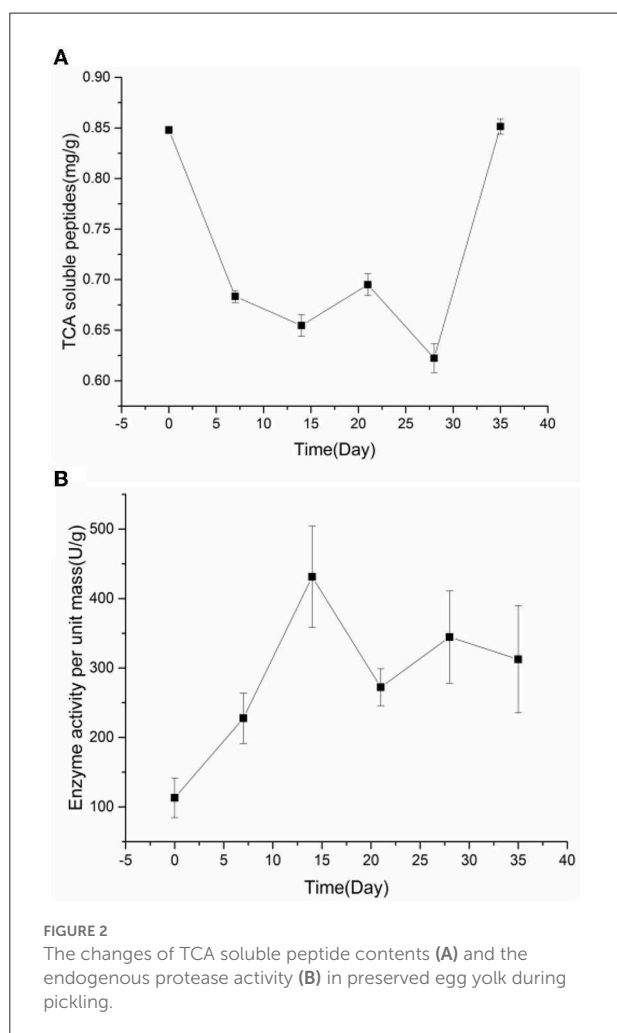 A
0.90
0.85
0.80
0.75
0.70
0.65
0.60
TCA soluble peptides(mg/g)
-5 0 5 10 15 20 25 30 35 40
Time(Day)
B
500
400
300
200
100
Enzyme activity per unit mass(U/g)
-5 0 5 10 15 20 25 30 35 40
Time(Day)
FIGURE 2
The changes of TCA soluble peptide contents (A) and the
endogenous protease activity (B) in preserved egg yolk during
pickling.